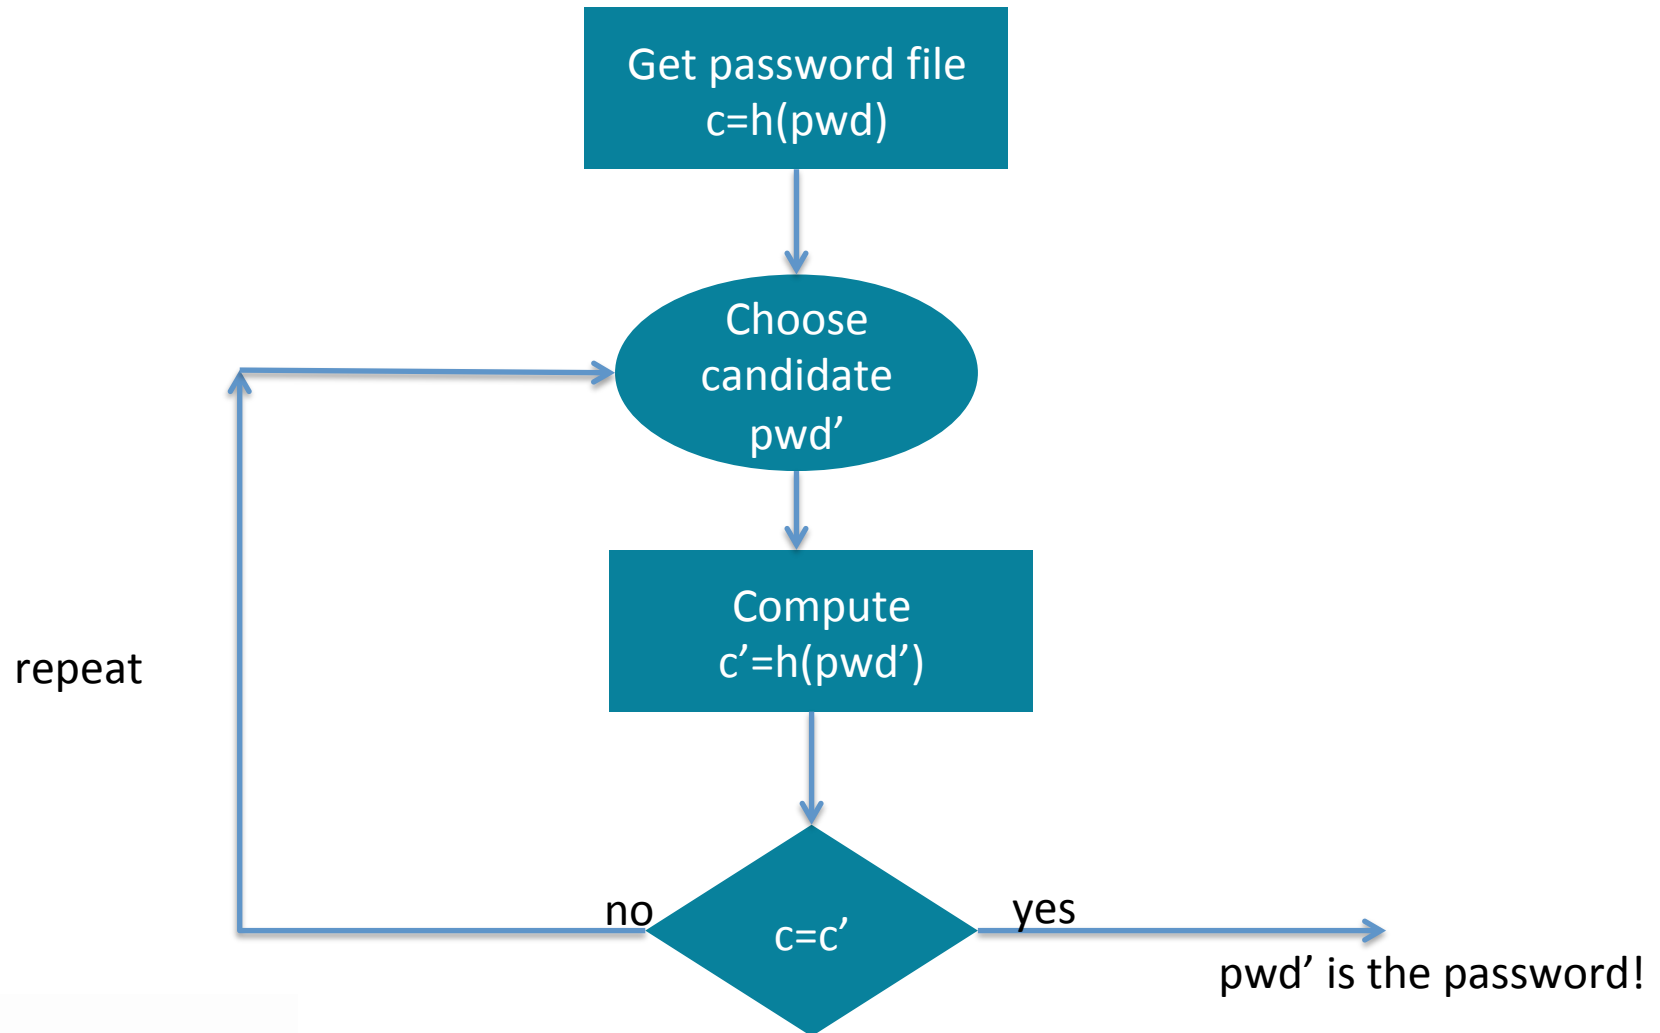 Get password file
c=h(pwd)
Choose
candidate
pwd’
Compute
c’=h(pwd’)
repeat
no
c=c’
yes
pwd’ is the password!